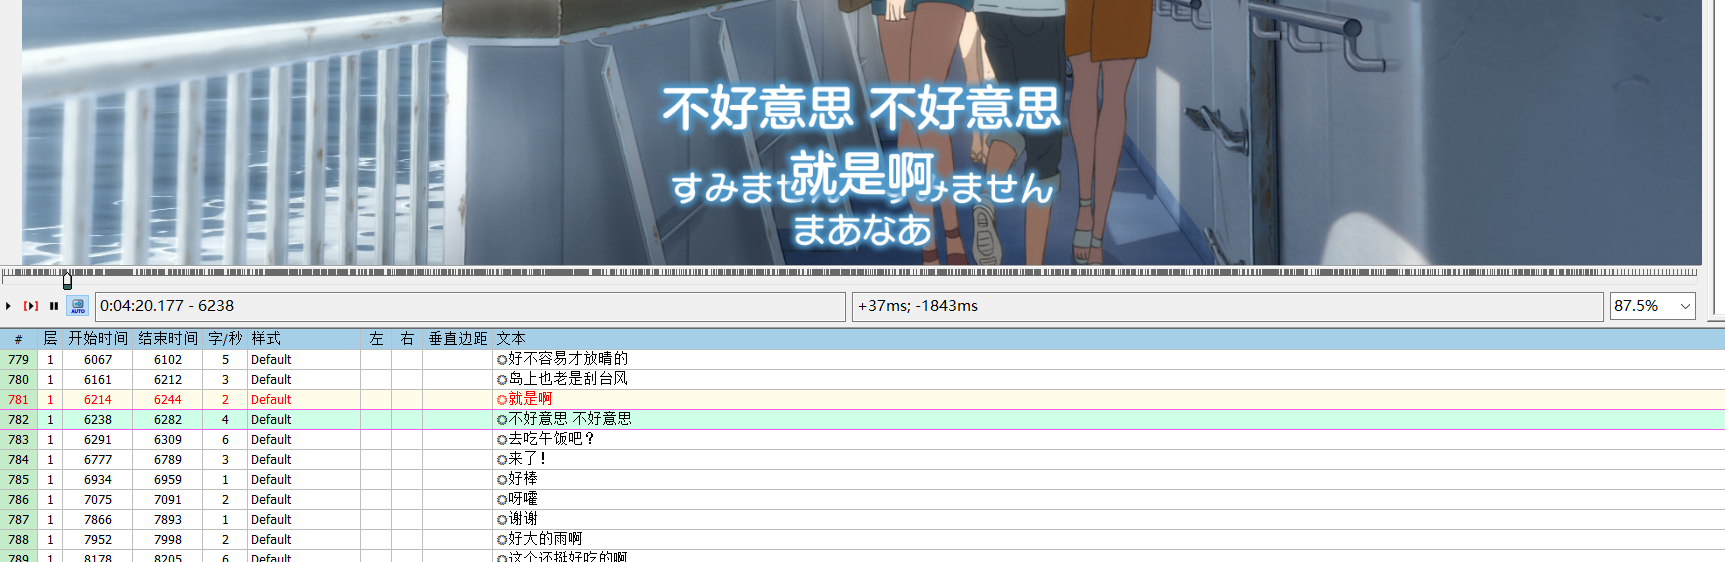 不好意思 不好意思
就是啊
すみません すみません
まあなあ
AUTO
0:04:20.177 - 6238 +37ms; -1843ms 87.5%
# 层 开始时间 结束时间 字/秒 样式 左 右 垂直边距 文本
779 1 6067 6102 5 Default 好不容易才放晴的
780 1 6161 6212 3 Default 岛上也老是刮台风
781 1 6214 6244 2 Default 就是啊
782 1 6238 6282 4 Default 不好意思 不好意思
783 1 6291 6309 6 Default 去吃午饭吧？
784 1 6777 6789 3 Default 来了！
785 1 6934 6959 1 Default 好棒
786 1 7075 7091 2 Default 呀嚯
787 1 7866 7893 1 Default 谢谢
788 1 7952 7998 2 Default 好大的雨啊
789 1 8178 8205 6 Default 这个还挺好吃的啊